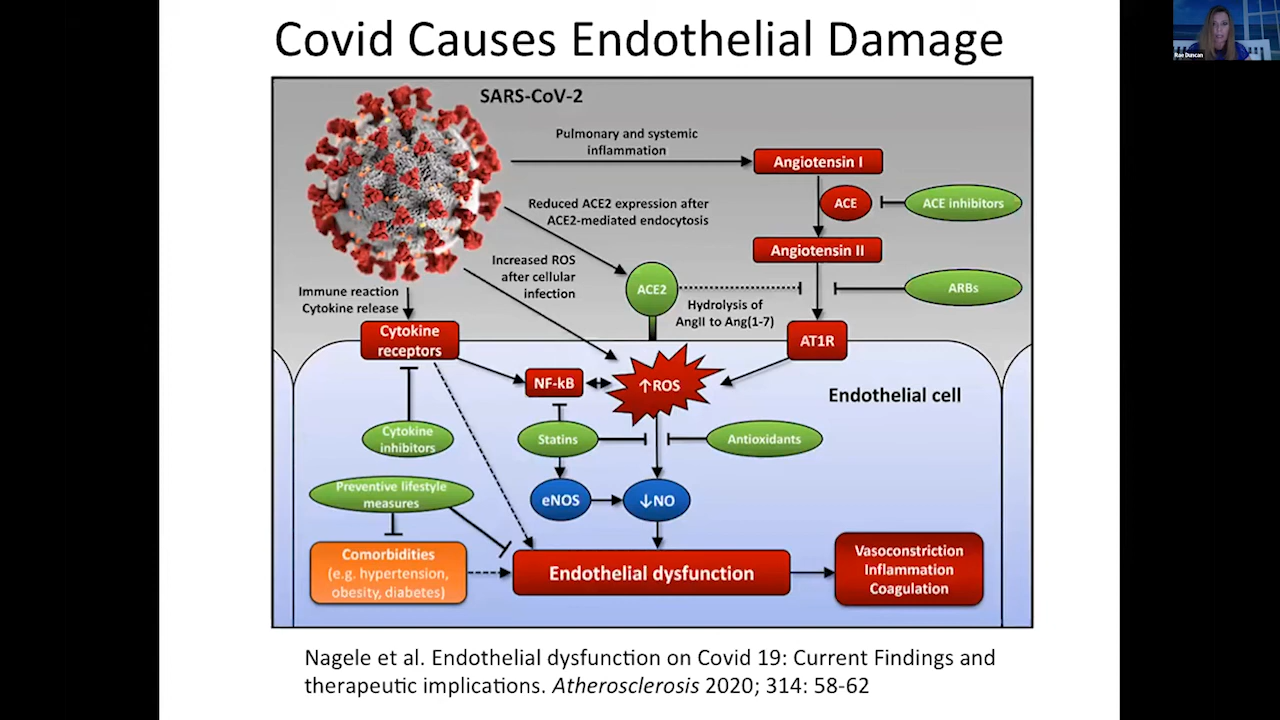 Covid Causes Endothelial Damage
Rae Duncan
SARS-CoV-2
Pulmonary and systemic
inflammation
Angiotensin I
Reduced ACE2 expression after
ACE2-mediated endocytosis
ACE
ACE inhibitors
Angiotensin II
Increased ROS
after cellular
infection
ACE2
ARBs
Immune reaction
Cytokine release
Hydrolysis of
AngII to Ang(1-7)
Cytokine
receptors
AT1R
NF-kB
↑ROS
Endothelial cell
Cytokine
inhibitors
Statins
Antioxidants
Preventive lifestyle
measures
eNOS
↓NO
Comorbidities
(e.g. hypertension,
obesity, diabetes)
Endothelial dysfunction
Vasoconstriction
Inflammation
Coagulation
Nagele et al. Endothelial dysfunction on Covid 19: Current Findings and
therapeutic implications. Atherosclerosis 2020; 314: 58-62